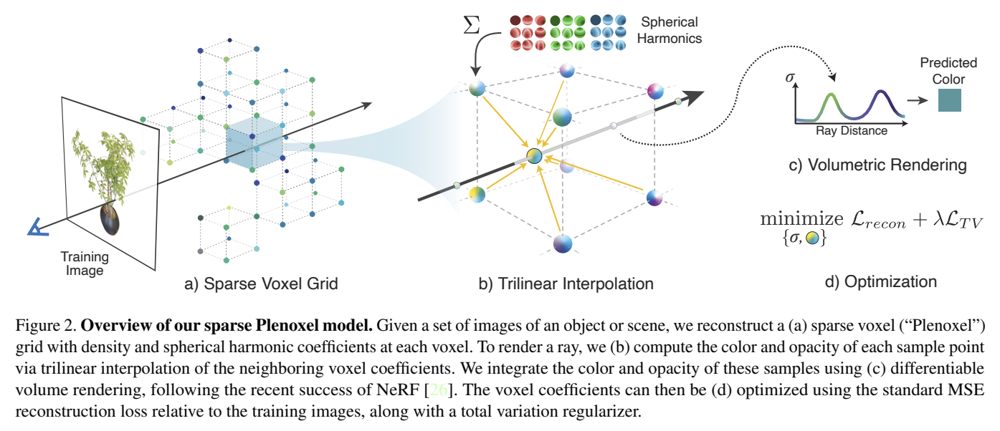 Σ
Spherical
Harmonics
σ
Ray Distance
Predicted
Color
c) Volumetric Rendering
minimize L_recon + λL_TV
{σ, }
Training
Image
a) Sparse Voxel Grid
b) Trilinear Interpolation
d) Optimization
Figure 2. Overview of our sparse Plenoxel model. Given a set of images of an object or scene, we reconstruct a (a) sparse voxel (“Plenoxel”)
grid with density and spherical harmonic coefficients at each voxel. To render a ray, we (b) compute the color and opacity of each sample point
via trilinear interpolation of the neighboring voxel coefficients. We integrate the color and opacity of these samples using (c) differentiable
volume rendering, following the recent success of NeRF [26]. The voxel coefficients can then be (d) optimized using the standard MSE
reconstruction loss relative to the training images, along with a total variation regularizer.